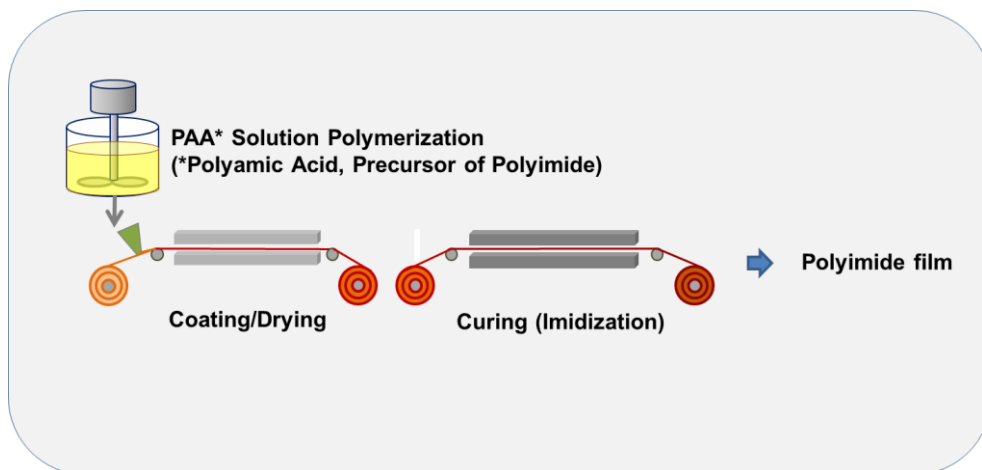 PAA* Solution Polymerization
(*Polyamic Acid, Precursor of Polyimide)
Coating/Drying
Curing (Imidization)
Polyimide film